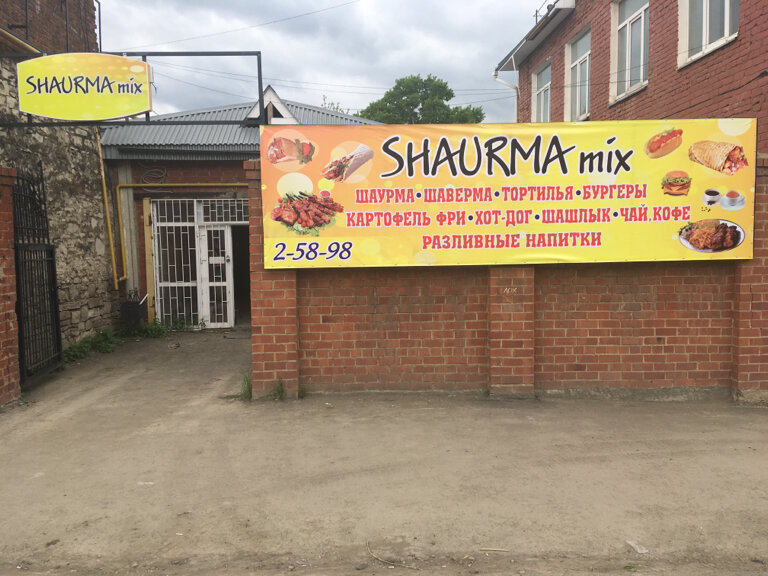 SHAURMA mix
SHAURMA mix
ШАУРМА•ШАВЕРМА•ТОРТИЛЬЯ•БУРГЕРЫ
КАРТОФЕЛЬ ФРИ•ХОТ-ДОГ•ШАШЛЫК•ЧАЙ, КОФЕ
РАЗЛИВНЫЕ НАПИТКИ
2-58-98